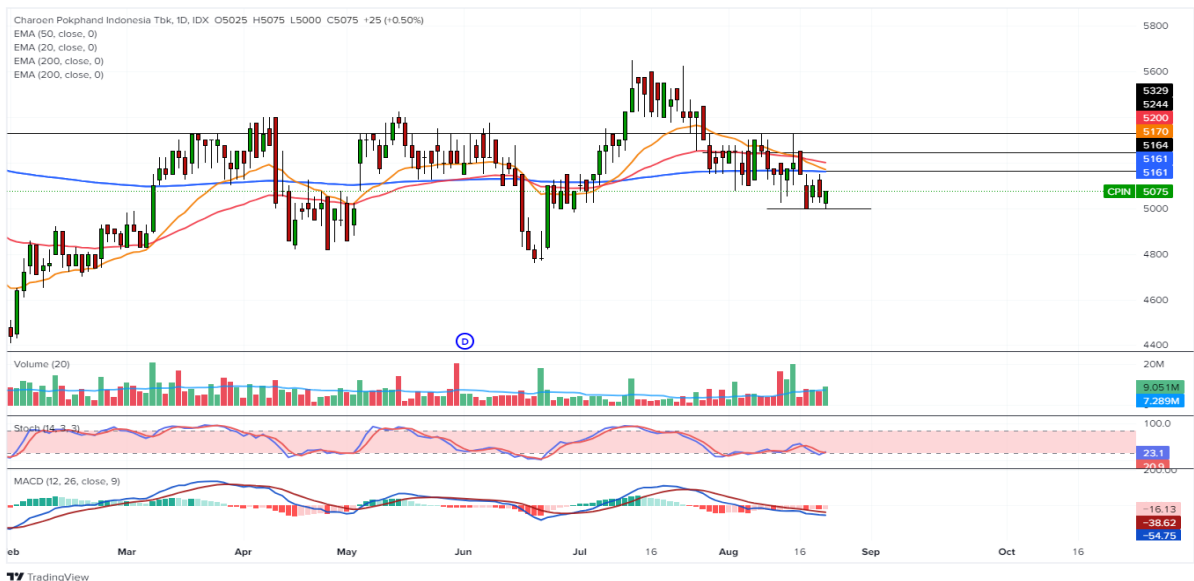 Charoen Pokphand Indonesia Tbk, 1D, IDX O5025 H5075 L5000 C5075 +25 (+0.50%)
EMA (50, close, 0)
EMA (20, close, 0)
EMA (200, close, 0)
EMA (200, close, 0)
5800
5600
5329
5244
5200
5170
5164
5161
5161
CPIN 5075
5000
4800
4600
4400
D
Volume (20)
20M
9.051M
7.289M
0
Stoch (14, 3, 3)
100.0
23.1
20.9
200.00
MACD (12, 26, close, 9)
−16.13
−38.62
−54.75
eb Mar Apr May Jun Jul 16 Aug 16 Sep Oct 16
TradingView